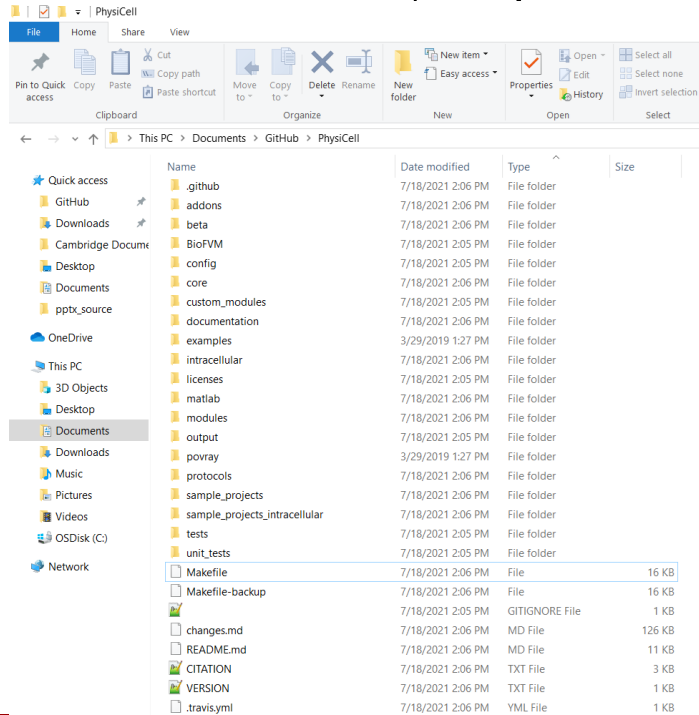 PhysiCell
File Home Share View
Pin to Quick access
Copy
Paste
Cut
Copy path
Paste shortcut
Clipboard
Move to
Copy to
Delete
Rename
Organize
New folder
New item
Easy access
New
Properties
Open
Edit
History
Open
Select all
Select none
Invert selection
Select
This PC > Documents > GitHub > PhysiCell
Quick access
GitHub
Downloads
Cambridge Docume
Desktop
Documents
pptx_source
OneDrive
This PC
3D Objects
Desktop
Documents
Downloads
Music
Pictures
Videos
OSDisk (C:)
Network
Name Date modified Type Size
.github 7/18/2021 2:06 PM File folder
addons 7/18/2021 2:06 PM File folder
beta 7/18/2021 2:06 PM File folder
BioFVM 7/18/2021 2:05 PM File folder
config 7/18/2021 2:05 PM File folder
core 7/18/2021 2:06 PM File folder
custom_modules 7/18/2021 2:05 PM File folder
documentation 7/18/2021 2:06 PM File folder
examples 3/29/2019 1:27 PM File folder
intracellular 7/18/2021 2:06 PM File folder
licenses 7/18/2021 2:05 PM File folder
matlab 7/18/2021 2:06 PM File folder
modules 7/18/2021 2:06 PM File folder
output 7/18/2021 2:05 PM File folder
povray 3/29/2019 1:27 PM File folder
protocols 7/18/2021 2:06 PM File folder
sample_projects 7/18/2021 2:06 PM File folder
sample_projects_intracellular 7/18/2021 2:06 PM File folder
tests 7/18/2021 2:05 PM File folder
unit_tests 7/18/2021 2:05 PM File folder
Makefile 7/18/2021 2:06 PM File 16 KB
Makefile-backup 7/18/2021 2:06 PM File 16 KB
7/18/2021 2:05 PM GITIGNORE File 1 KB
changes.md 7/18/2021 2:06 PM MD File 126 KB
README.md 7/18/2021 2:06 PM MD File 11 KB
CITATION 7/18/2021 2:06 PM TXT File 3 KB
VERSION 7/18/2021 2:06 PM TXT File 1 KB
.travis.yml 7/18/2021 2:06 PM YML File 1 KB